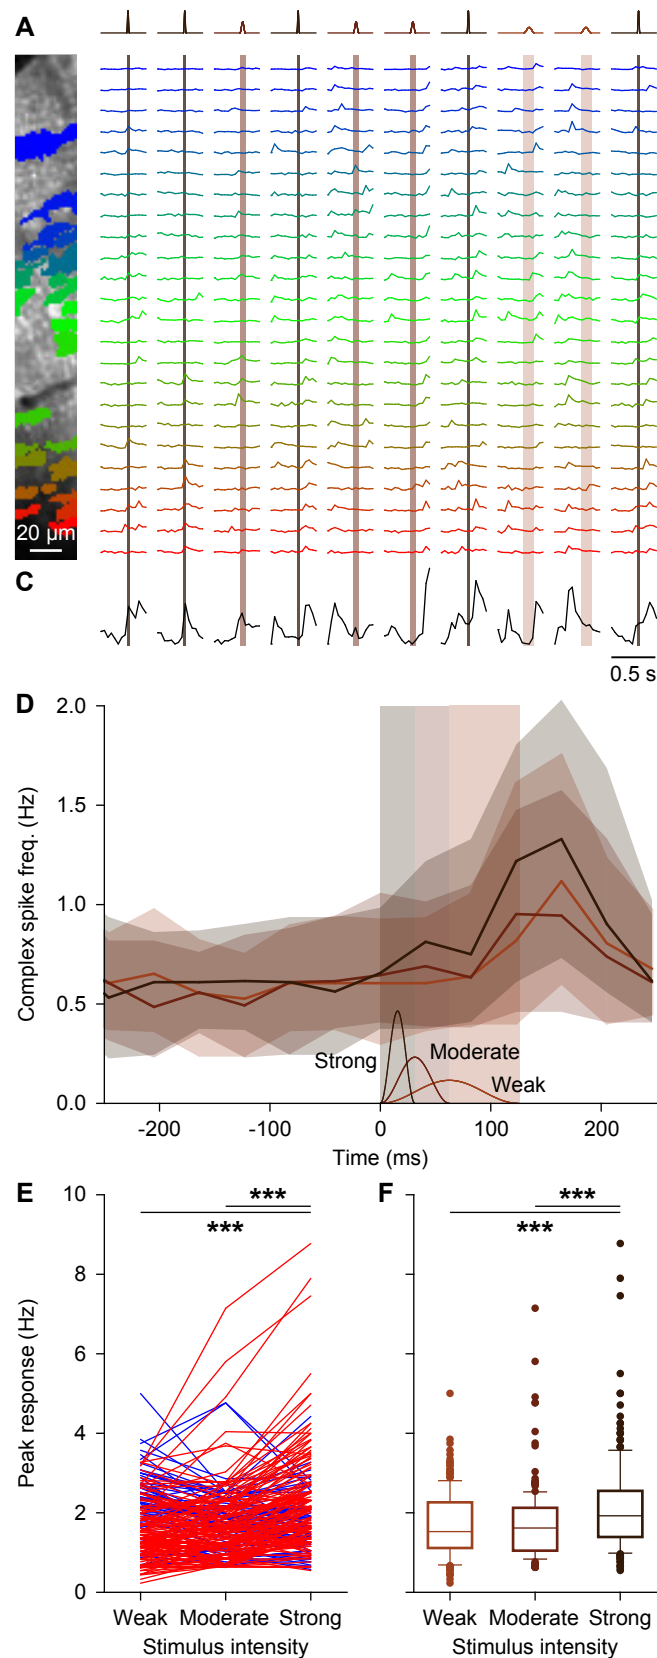 A
20 µm
C
0.5 s
D
2.0
1.5
1.0
0.5
0.0
Complex spike freq. (Hz)
Strong
Moderate
Weak
-200
-100
0
100
200
Time (ms)
E
10
8
6
4
2
0
Peak response (Hz)
***
***
Weak
Moderate
Strong
Stimulus intensity
F
***
***
Weak
Moderate
Strong
Stimulus intensity